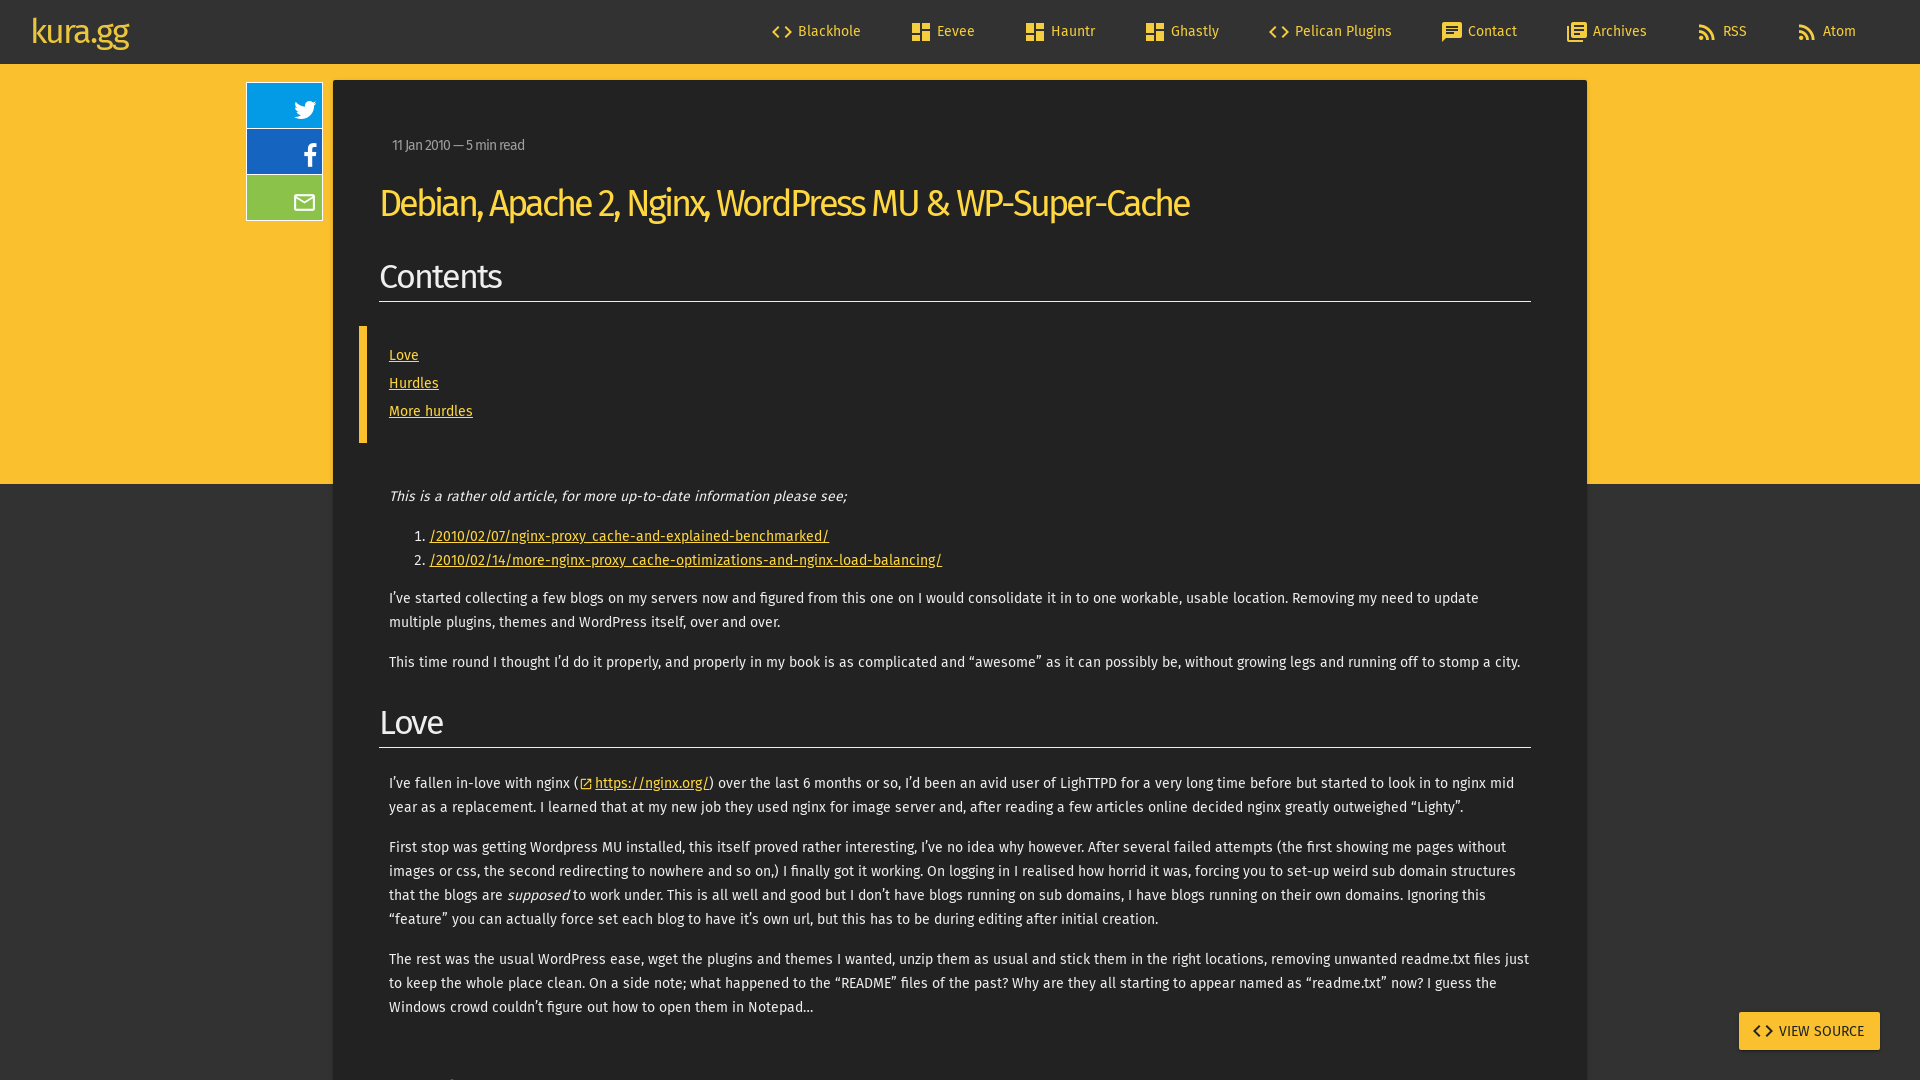 kura.gg
Blackhole
Eevee
Hauntr
Ghastly
Pelican Plugins
Contact
Archives
RSS
Atom
11 Jan 2010 — 5 min read
Debian, Apache 2, Nginx, WordPress MU & WP-Super-Cache
Contents
Love
Hurdles
More hurdles
This is a rather old article, for more up-to-date information please see;
1. /2010/02/07/nginx-proxy_cache-and-explained-benchmarked/
2. /2010/02/14/more-nginx-proxy_cache-optimizations-and-nginx-load-balancing/
I’ve started collecting a few blogs on my servers now and figured from this one on I would consolidate it in to one workable, usable location. Removing my need to update
multiple plugins, themes and WordPress itself, over and over.
This time round I thought I’d do it properly, and properly in my book is as complicated and “awesome” as it can possibly be, without growing legs and running off to stomp a city.
Love
I’ve fallen in-love with nginx (https://nginx.org/) over the last 6 months or so, I’d been an avid user of LighTTPD for a very long time before but started to look in to nginx mid
year as a replacement. I learned that at my new job they used nginx for image server and, after reading a few articles online decided nginx greatly outweighed “Lighty”.
First stop was getting Wordpress MU installed, this itself proved rather interesting, I’ve no idea why however. After several failed attempts (the first showing me pages without
images or css, the second redirecting to nowhere and so on,) I finally got it working. On logging in I realised how horrid it was, forcing you to set-up weird sub domain structures
that the blogs are supposed to work under. This is all well and good but I don’t have blogs running on sub domains, I have blogs running on their own domains. Ignoring this
“feature” you can actually force set each blog to have it’s own url, but this has to be during editing after initial creation.
The rest was the usual WordPress ease, wget the plugins and themes I wanted, unzip them as usual and stick them in the right locations, removing unwanted readme.txt files just
to keep the whole place clean. On a side note; what happened to the “README” files of the past? Why are they all starting to appear named as “readme.txt” now? I guess the
Windows crowd couldn’t figure out how to open them in Notepad…
VIEW SOURCE